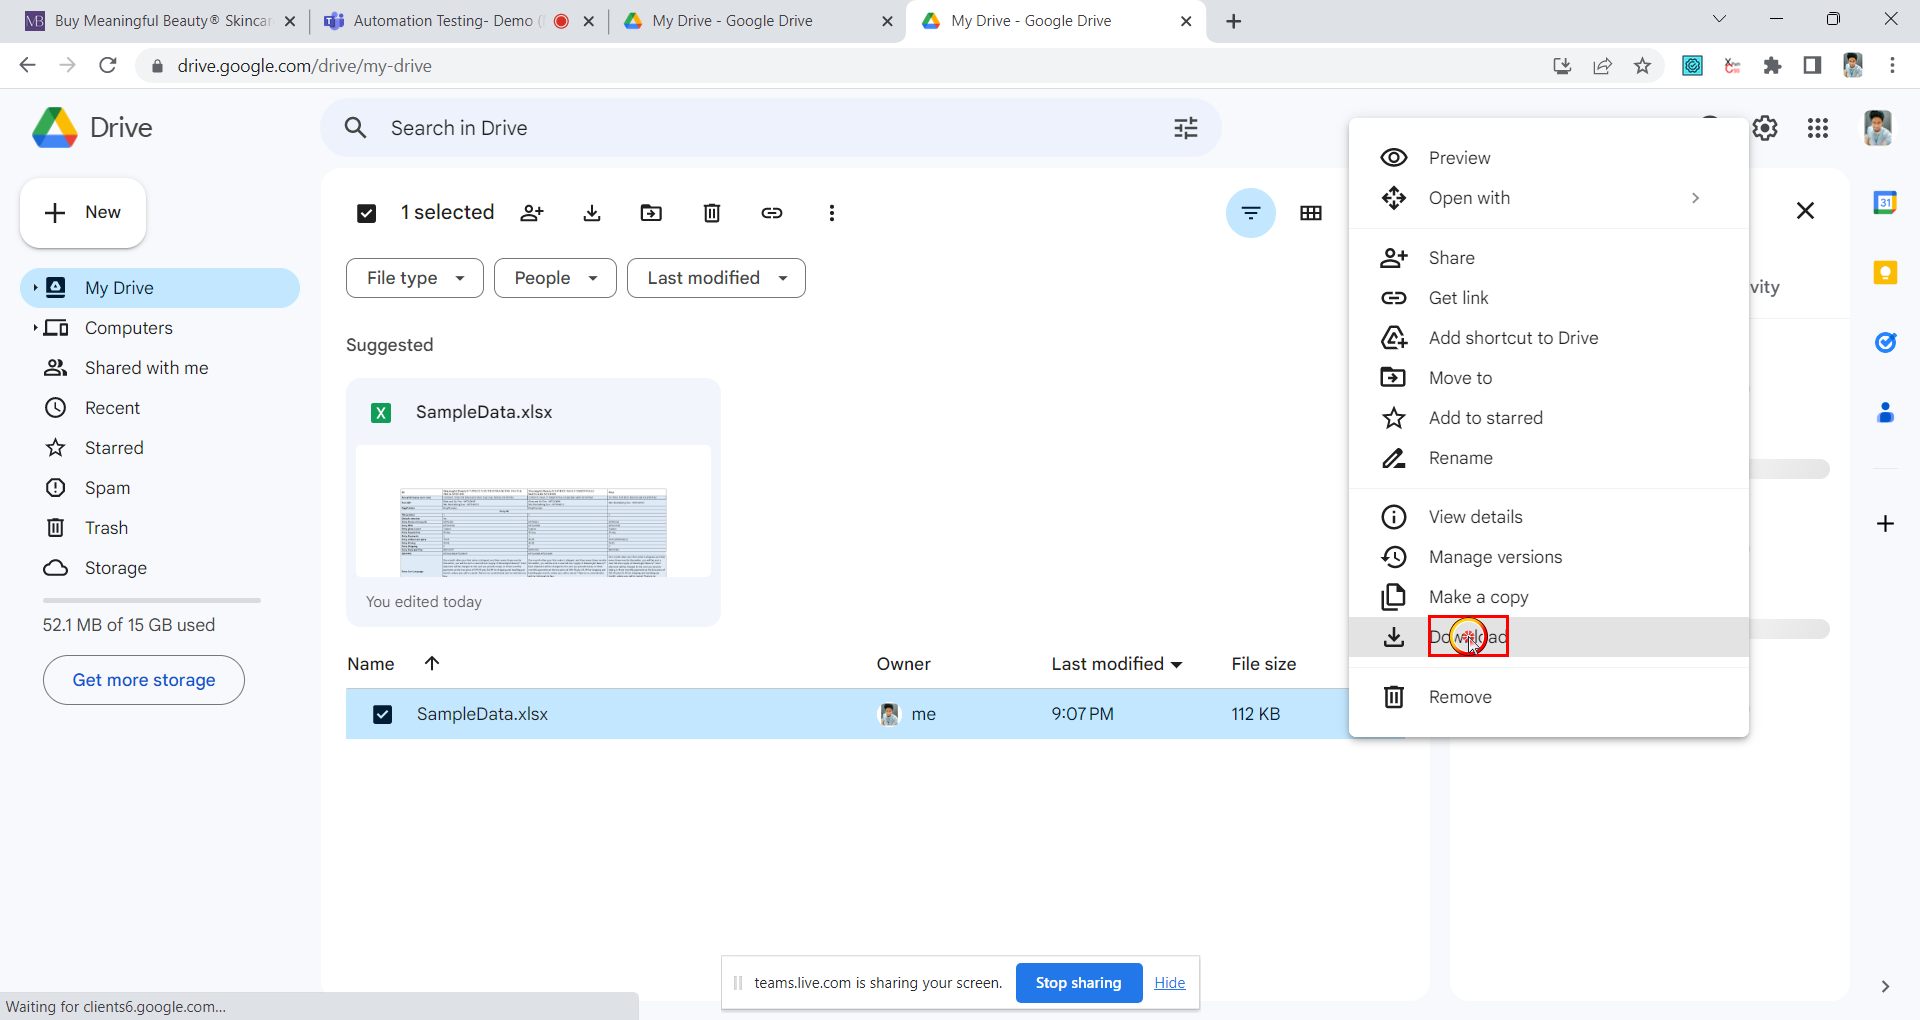 Buy Meaningful Beauty® Skincar
Automation Testing- Demo (
My Drive - Google Drive
My Drive - Google Drive
drive.google.com/drive/my-drive
Drive
Search in Drive
New
My Drive
Computers
Shared with me
Recent
Starred
Spam
Trash
Storage
52.1 MB of 15 GB used
Get more storage
1 selected
File type
People
Last modified
Suggested
X
SampleData.xlsx
You edited today
Name
Owner
Last modified
File size
SampleData.xlsx
me
9:07 PM
112 KB
Preview
Open with
Share
Get link
Add shortcut to Drive
Move to
Add to starred
Rename
View details
Manage versions
Make a copy
Download
Remove
vity
31
teams.live.com is sharing your screen.
Stop sharing
Hide
Waiting for clients6.google.com...